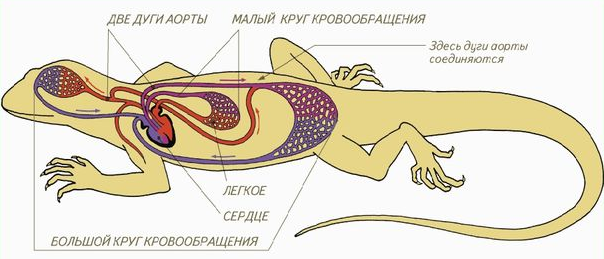 ДВЕ ДУГИ АОРТЫ
МАЛЫЙ КРУГ КРОВООБРАЩЕНИЯ
Здесь дуги аорты
соединяются
ЛЕГКОЕ
СЕРДЦЕ
БОЛЬШОЙ КРУГ КРОВООБРАЩЕНИЯ